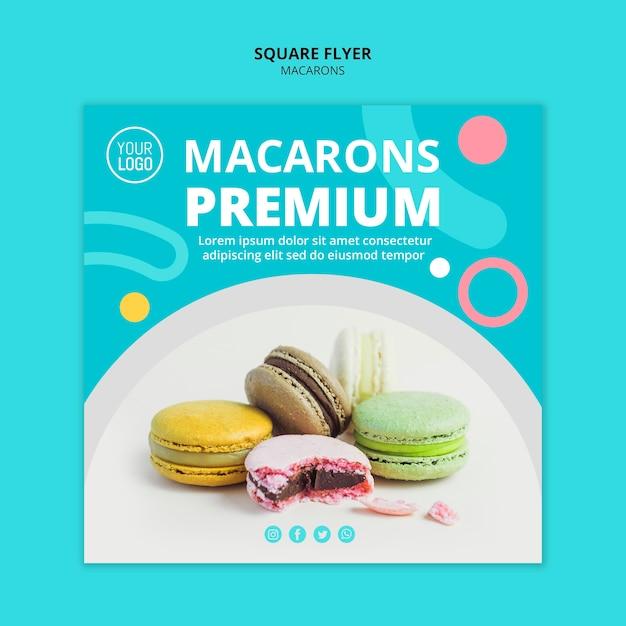 SQUARE FLYER
MACARONS
YOUR
LOGO
MACARONS
PREMIUM
Lorem ipsum dolor sit amet consectetur
adipiscing elit sed do eiusmod tempor